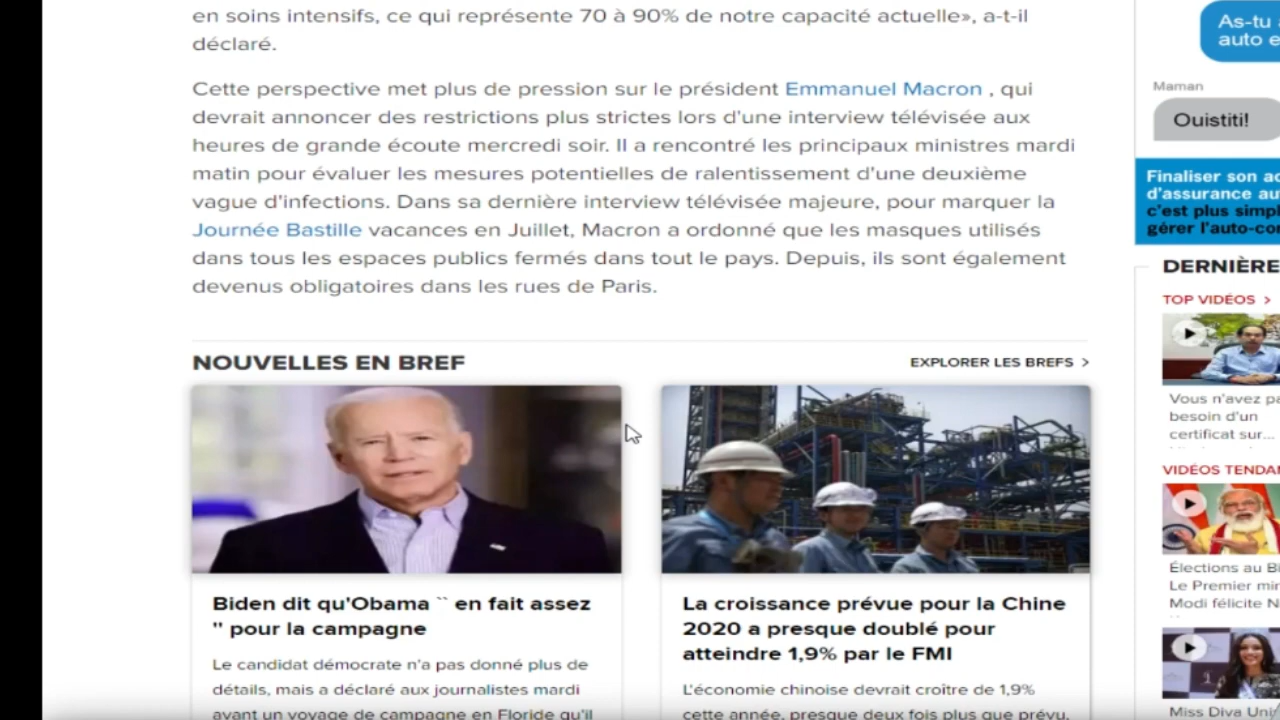 en soins intensifs, ce qui représente 70 à 90% de notre capacité actuelle», a-t-il
déclaré.
Cette perspective met plus de pression sur le président Emmanuel Macron , qui
devrait annoncer des restrictions plus strictes lors d'une interview télévisée aux
heures de grande écoute mercredi soir. Il a rencontré les principaux ministres mardi
matin pour évaluer les mesures potentielles de ralentissement d'une deuxième
vague d'infections. Dans sa dernière interview télévisée majeure, pour marquer la
Journée Bastille vacances en Juillet, Macron a ordonné que les masques utilisés
dans tous les espaces publics fermés dans tout le pays. Depuis, ils sont également
devenus obligatoires dans les rues de Paris.
NOUVELLES EN BREF
EXPLORER LES BREFS >
Biden dit qu'Obama `` en fait assez
'' pour la campagne
Le candidat démocrate n'a pas donné plus de
détails, mais a déclaré aux journalistes mardi
avant un voyage de campagne en Floride qu'il
La croissance prévue pour la Chine
2020 a presque doublé pour
atteindre 1,9% par le FMI
L'économie chinoise devrait croître de 1,9%
cette année, presque deux fois plus que prévu,
As-tu
auto e
Maman
Ouistiti!
Finaliser son ac
d'assurance au
c'est plus simpl
gérer l'auto-cor
DERNIÈRE
TOP VIDÉOS >
Vous n'avez pa
besoin d'un
certificat sur...
VIDÉOS TENDAN
Élections au Bi
Le Premier min
Modi félicite N
Miss Diva Univ